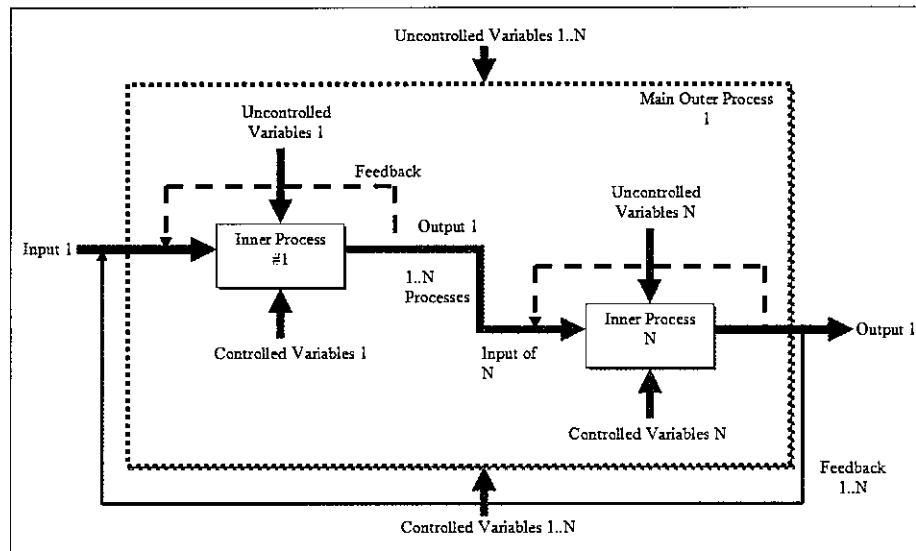 Uncontrolled Variables 1..N
Main Outer Process
1
Uncontrolled
Variables 1
Feedback
Uncontrolled
Variables N
Input 1
Inner Process
#1
Output 1
1..N
Processes
Inner Process
N
Output 1
Controlled Variables 1
Input of
N
Controlled Variables N
Feedback
1..N
Controlled Variables 1..N